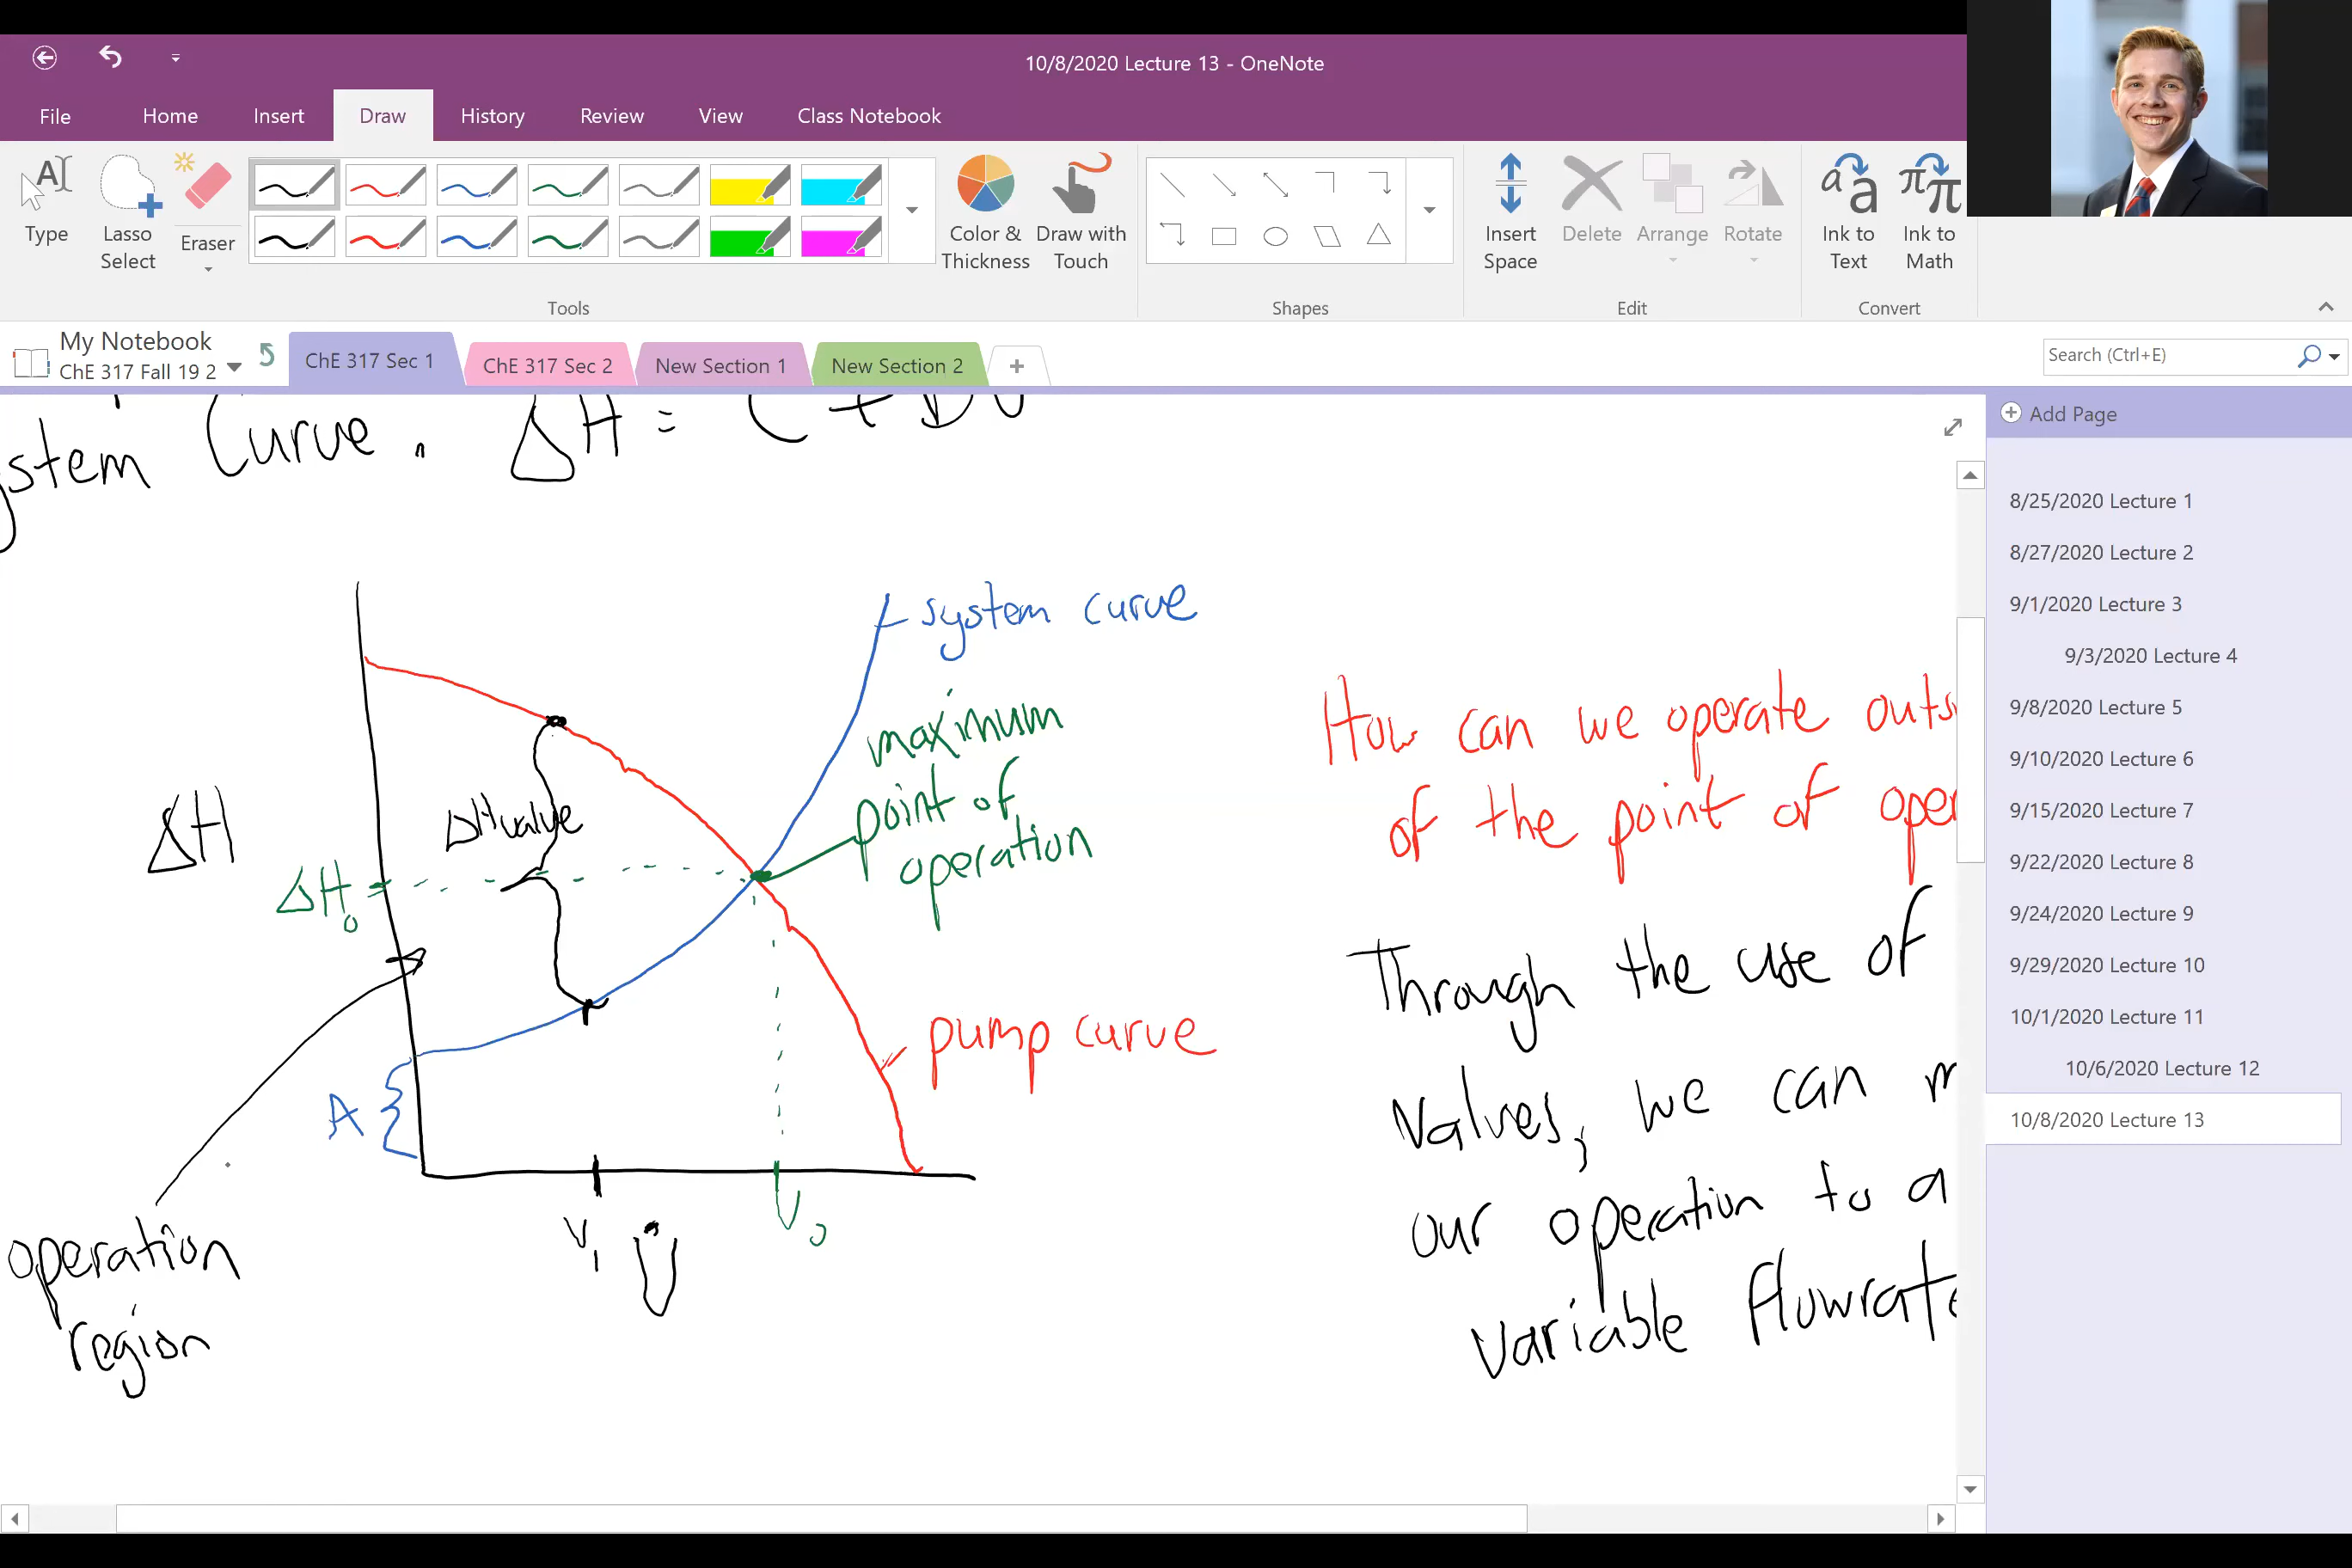 10/8/2020 Lecture 13 - OneNote
File Home Insert Draw History Review View Class Notebook
Type
Lasso Select
Eraser
Color & Thickness
Draw with Touch
Insert Space
Delete
Arrange
Rotate
Ink to Text
Ink to Math
Tools
Shapes
Edit
Convert
My Notebook
ChE 317 Fall 19 2
ChE 317 Sec 1
ChE 317 Sec 2
New Section 1
New Section 2
Search (Ctrl+E)
Add Page
8/25/2020 Lecture 1
8/27/2020 Lecture 2
9/1/2020 Lecture 3
9/3/2020 Lecture 4
9/8/2020 Lecture 5
9/10/2020 Lecture 6
9/15/2020 Lecture 7
9/22/2020 Lecture 8
9/24/2020 Lecture 9
9/29/2020 Lecture 10
10/1/2020 Lecture 11
10/6/2020 Lecture 12
10/8/2020 Lecture 13
ystem Curve. ΔH =
system curve
maximum
point of
operation
ΔH
ΔH valve
ΔH₀
A
pump curve
V₁
V̇
V₀
operation
region
How can we operate outs
of the point of oper
Through the use of
Valves, we can m
our operation to a
variable flowrate